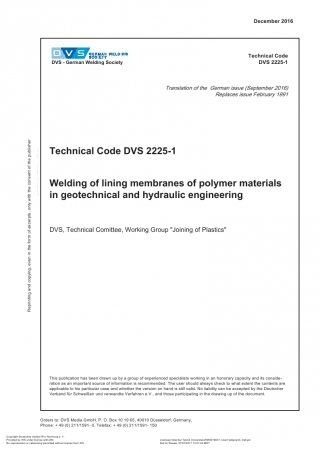 December 2016
DVS GERMAN WELDING
SOCIETY
DVS - German Welding Society
Technical Code
DVS 2225-1
Translation of the German issue (September 2016)
Replaces issue February 1991
Reprinting and copying, even in the form of excerpts, only with the consent of the publisher
Technical Code DVS 2225-1
Welding of lining membranes of polymer materials
in geotechnical and hydraulic engineering
DVS, Technical Comittee, Working Group "Joining of Plastics"
This publication has been drawn up by a group of experienced specialists working in an honorary capacity and its conside-
ration as an important source of information is recommended. The user should always check to what extent the contents are
applicable to his particular case and whether the version on hand is still valid. No liability can be accepted by the Deutscher
Verband für Schweißen und verwandte Verfahren e.V., and those participating in the drawing up of the document.
Orders to: DVS Media GmbH, P. O. Box 10 19 65, 40010 Düsseldorf, Germany,
Phone: + 49 (0) 211/1591- 0, Telefax: + 49 (0) 211/1591- 150